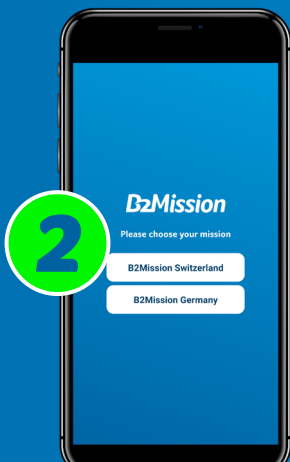 B2Mission
Please choose your mission
2
B2Mission Switzerland
B2Mission Germany